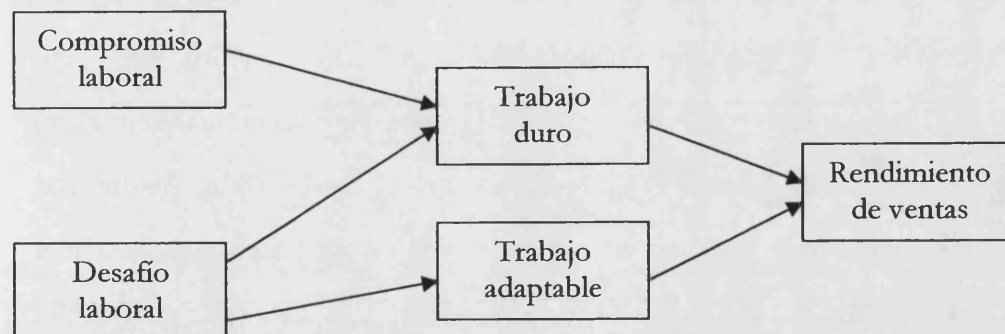 Compromiso
laboral
Trabajo
duro
Rendimiento
de ventas
Desafío
laboral
Trabajo
adaptable